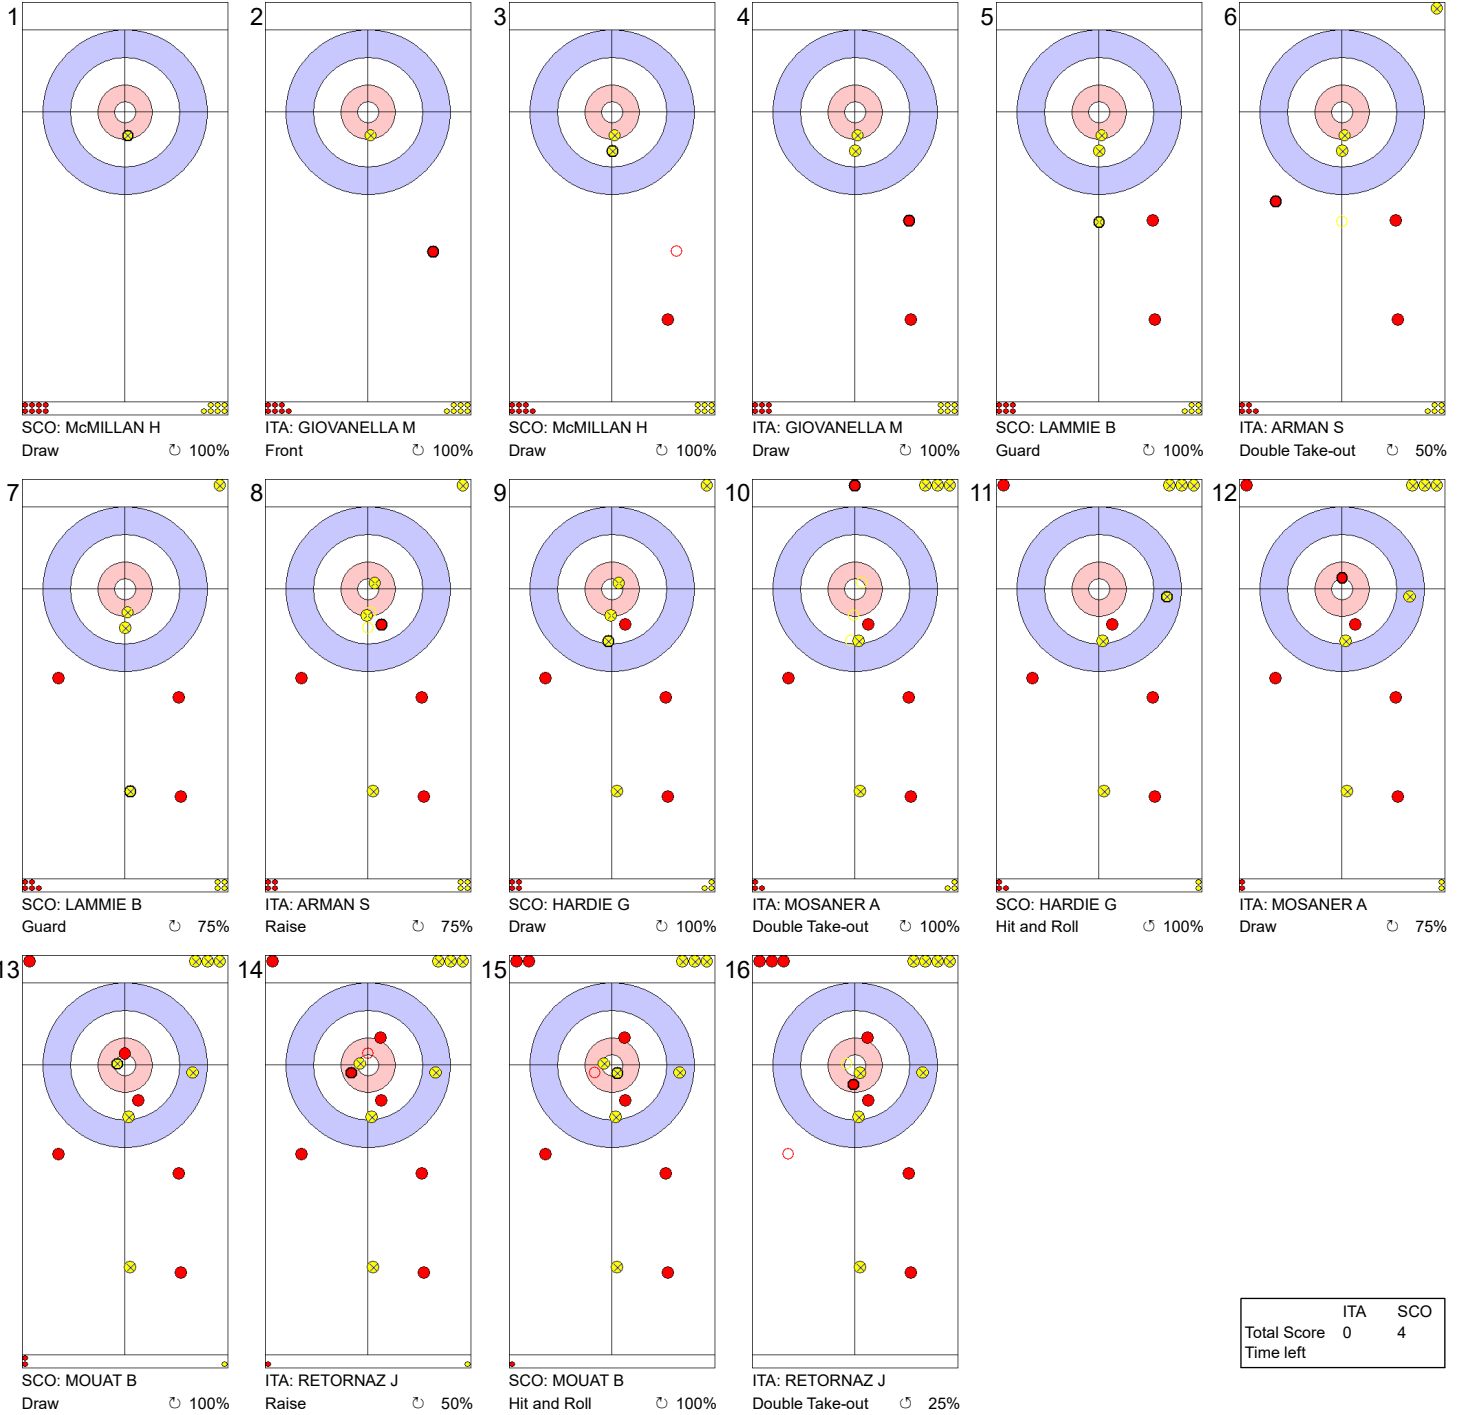 1 2 3 4 5 6
SCO: McMILLAN H ITA: GIOVANELLA M SCO: McMILLAN H ITA: GIOVANELLA M SCO: LAMMIE B ITA: ARMAN S
Draw ↻ 100% Front ↻ 100% Draw ↻ 100% Draw ↻ 100% Guard ↻ 100% Double Take-out ↻ 50%
7 8 9 10 11 12
SCO: LAMMIE B ITA: ARMAN S SCO: HARDIE G ITA: MOSANER A SCO: HARDIE G ITA: MOSANER A
Guard ↻ 75% Raise ↻ 75% Draw ↻ 100% Double Take-out ↻ 100% Hit and Roll ↺ 100% Draw ↻ 75%
13 14 15 16
SCO: MOUAT B ITA: RETORNAZ J SCO: MOUAT B ITA: RETORNAZ J
Draw ↻ 100% Raise ↻ 50% Hit and Roll ↻ 100% Double Take-out ↺ 25%
ITA SCO
Total Score 0 4
Time left